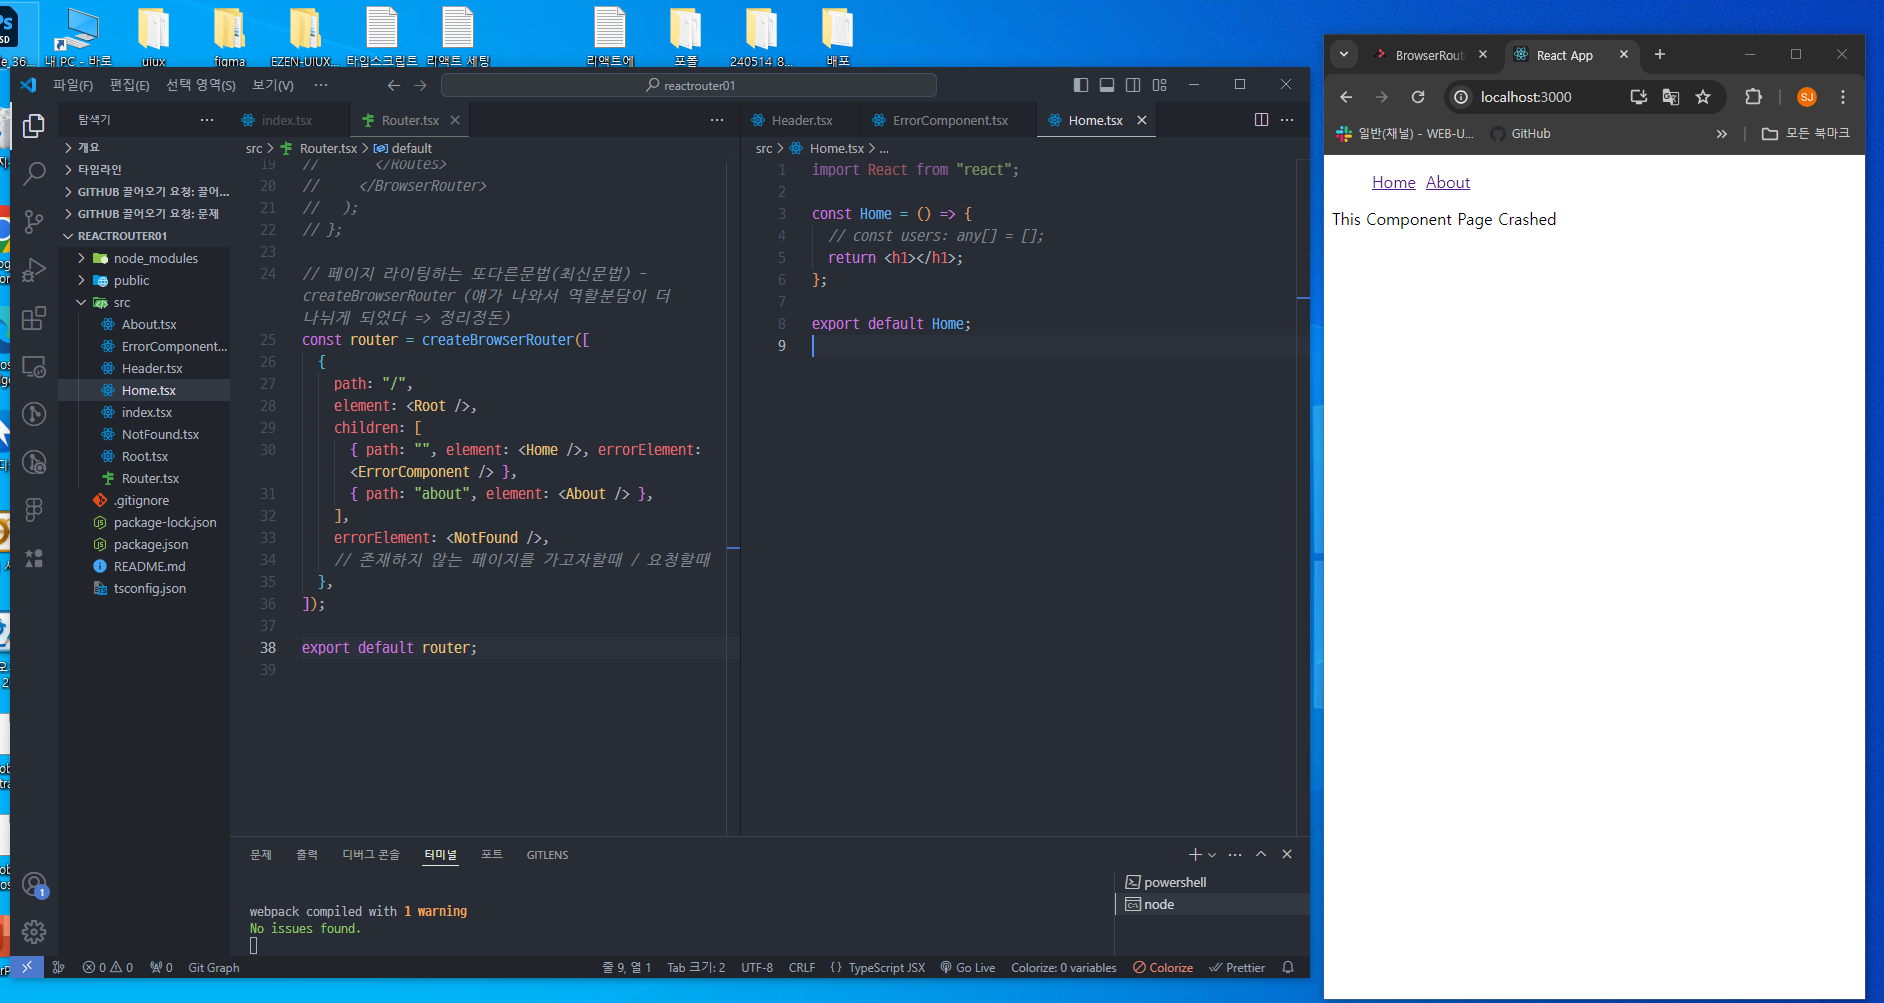 내 PC - 바로
uiux
figma
EZEN-UIUX...
타입스크립트
리액트 세팅
리액트에
포폴
240514 8...
배포
파일(F)
편집(E)
선택 영역(S)
보기(V)
reactrouter01
탐색기
개요
타임라인
GITHUB 끌어오기 요청: 끌어...
GITHUB 끌어오기 요청: 문제
REACTROUTER01
node_modules
public
src
About.tsx
ErrorComponent...
Header.tsx
Home.tsx
index.tsx
NotFound.tsx
Root.tsx
Router.tsx
.gitignore
package-lock.json
package.json
README.md
tsconfig.json
index.tsx
Router.tsx
src > Router.tsx > default
19 // </Routes>
20 // </BrowserRouter>
21 // );
22 // };
23
24 // 페이지 라이팅하는 또다른문법(최신문법) -
createBrowserRouter (얘가 나와서 역할분담이 더
나뉘게 되었다 => 정리정돈)
25 const router = createBrowserRouter([
26 {
27 path: "/",
28 element: <Root />,
29 children: [
30 { path: "", element: <Home />, errorElement:
<ErrorComponent /> },
31 { path: "about", element: <About /> },
32 ],
33 errorElement: <NotFound />,
34 // 존재하지 않는 페이지를 가고자할때 / 요청할때
35 },
36 ]);
37
38 export default router;
39
Header.tsx
ErrorComponent.tsx
Home.tsx
src > Home.tsx > ...
1 import React from "react";
2
3 const Home = () => {
4 // const users: any[] = [];
5 return <h1></h1>;
6 };
7
8 export default Home;
9
문제
출력
디버그 콘솔
터미널
포트
GITLENS
webpack compiled with 1 warning
No issues found.
powershell
node
1
0 0
0
Git Graph
줄 9, 열 1
Tab 크기: 2
UTF-8
CRLF
{ } TypeScript JSX
Go Live
Colorize: 0 variables
Colorize
Prettier
BrowserRout
React App
localhost:3000
SJ
일반(채널) - WEB-U...
GitHub
모든 북마크
Home About
This Component Page Crashed